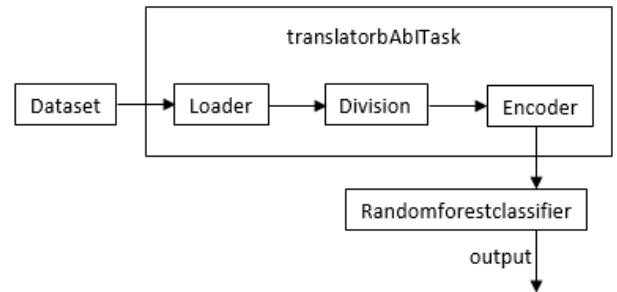 translatorbAbITask
Dataset
Loader
Division
Encoder
Randomforestclassifier
output